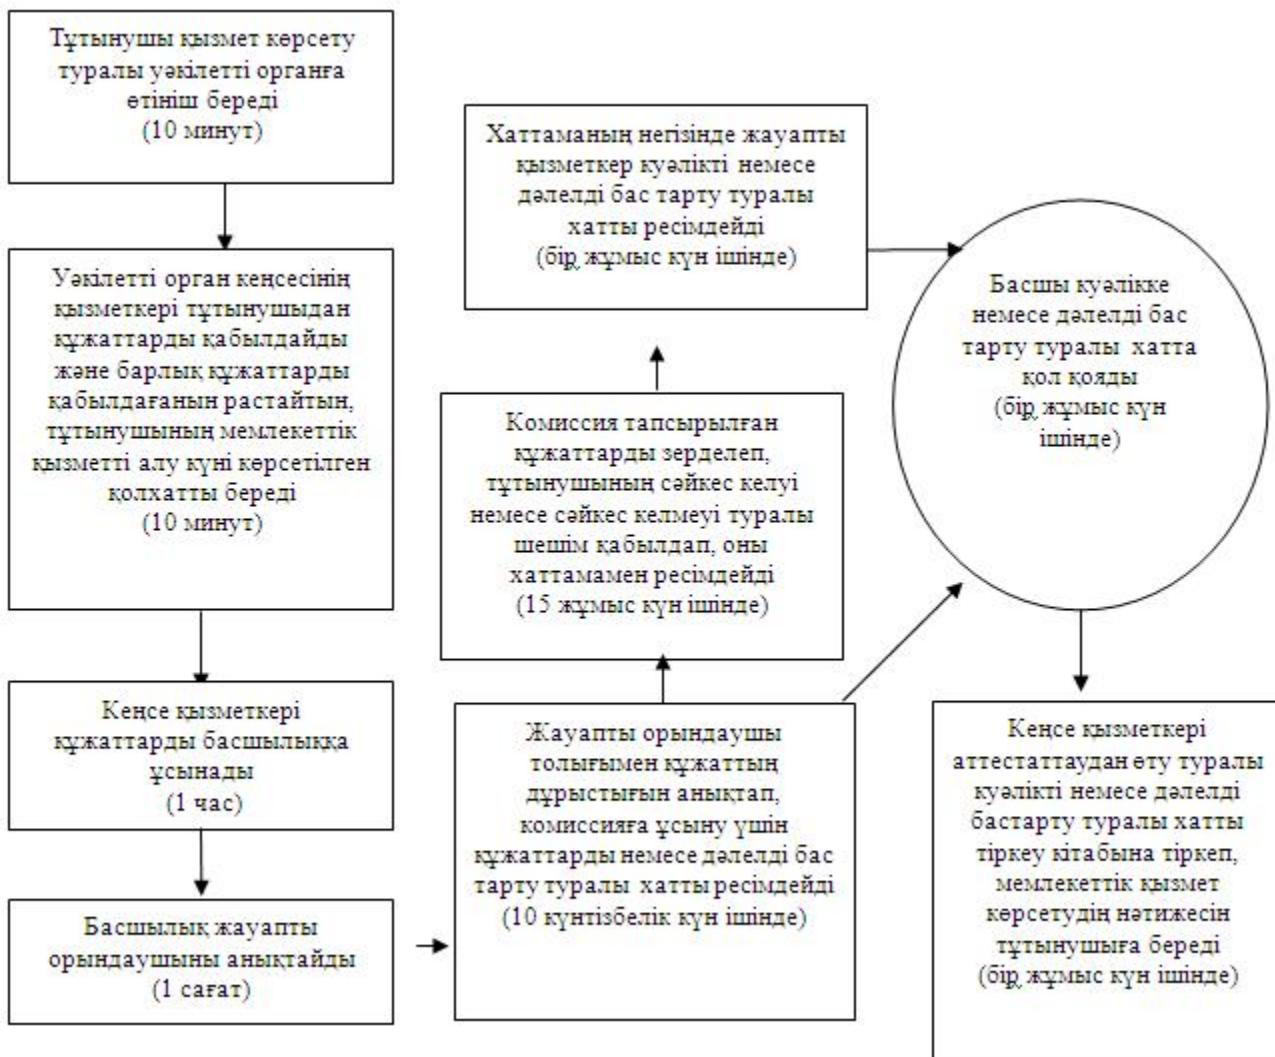 Тұтынушы қызмет көрсету
туралы уәкілетті органға
өтініш береді
(10 минут)
Уәкілетті орган кеңсесінің
қызметкері тұтынушыдан
құжаттарды қабылдайды
және барлық құжаттарды
қабылдағанын растайтын,
тұтынушының мемлекеттік
қызметті алу күні көрсетілген
қолхатты береді
(10 минут)
Кеңсе қызметкері
құжаттарды басшылыққа
ұсынады
(1 час)
Басшылық жауапты
орындаушыны анықтайды
(1 сағат)
Жауапты орындаушы
толығымен құжаттың
дұрыстығын анықтап,
комиссияға ұсыну үшін
құжаттарды немесе дәлелді бас
тарту туралы хатты ресімдейді
(10 күнтізбелік күн ішінде)
Комиссия тапсырылған
құжаттарды зерделеп,
тұтынушының сәйкес келуі
немесе сәйкес келмеуі туралы
шешім қабылдап, оны
хаттамамен ресімдейді
(15 жұмыс күн ішінде)
Хаттаманың негізінде жауапты
қызметкер куәлікті немесе
дәлелді бас тарту туралы
хатты ресімдейді
(бір жұмыс күн ішінде)
Басшы куәлікке
немесе дәлелді бас
тарту туралы хатта
қол қояды
(бір жұмыс күн
ішінде)
Кеңсе қызметкері
аттестаттаудан өту туралы
куәлікті немесе дәлелді
бастарту туралы хатты
тіркеу кітабына тіркеп,
мемлекеттік қызмет
көрсетудің нәтижесін
тұтынушыға береді
(бір жұмыс күн ішінде)